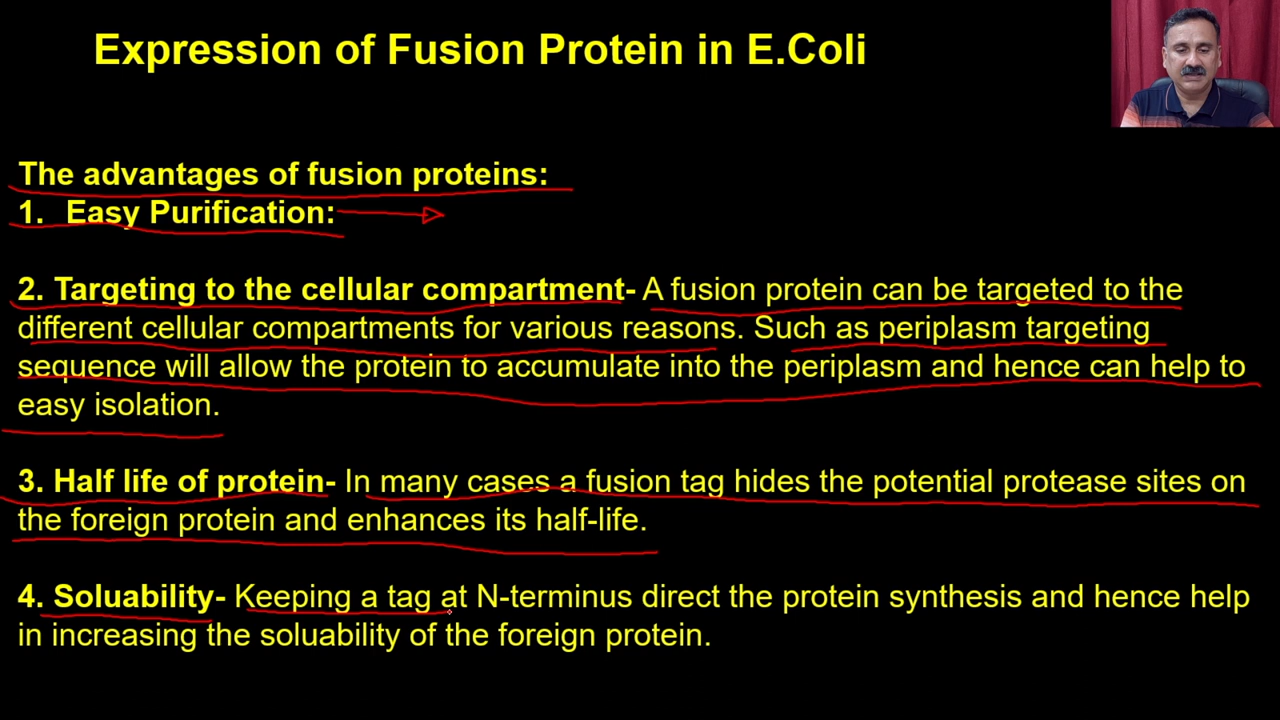 Expression of Fusion Protein in E.Coli
The advantages of fusion proteins:
1. Easy Purification:
2. Targeting to the cellular compartment- A fusion protein can be targeted to the
different cellular compartments for various reasons. Such as periplasm targeting
sequence will allow the protein to accumulate into the periplasm and hence can help to
easy isolation.
3. Half life of protein- In many cases a fusion tag hides the potential protease sites on
the foreign protein and enhances its half-life.
4. Soluability- Keeping a tag at N-terminus direct the protein synthesis and hence help
in increasing the soluability of the foreign protein.